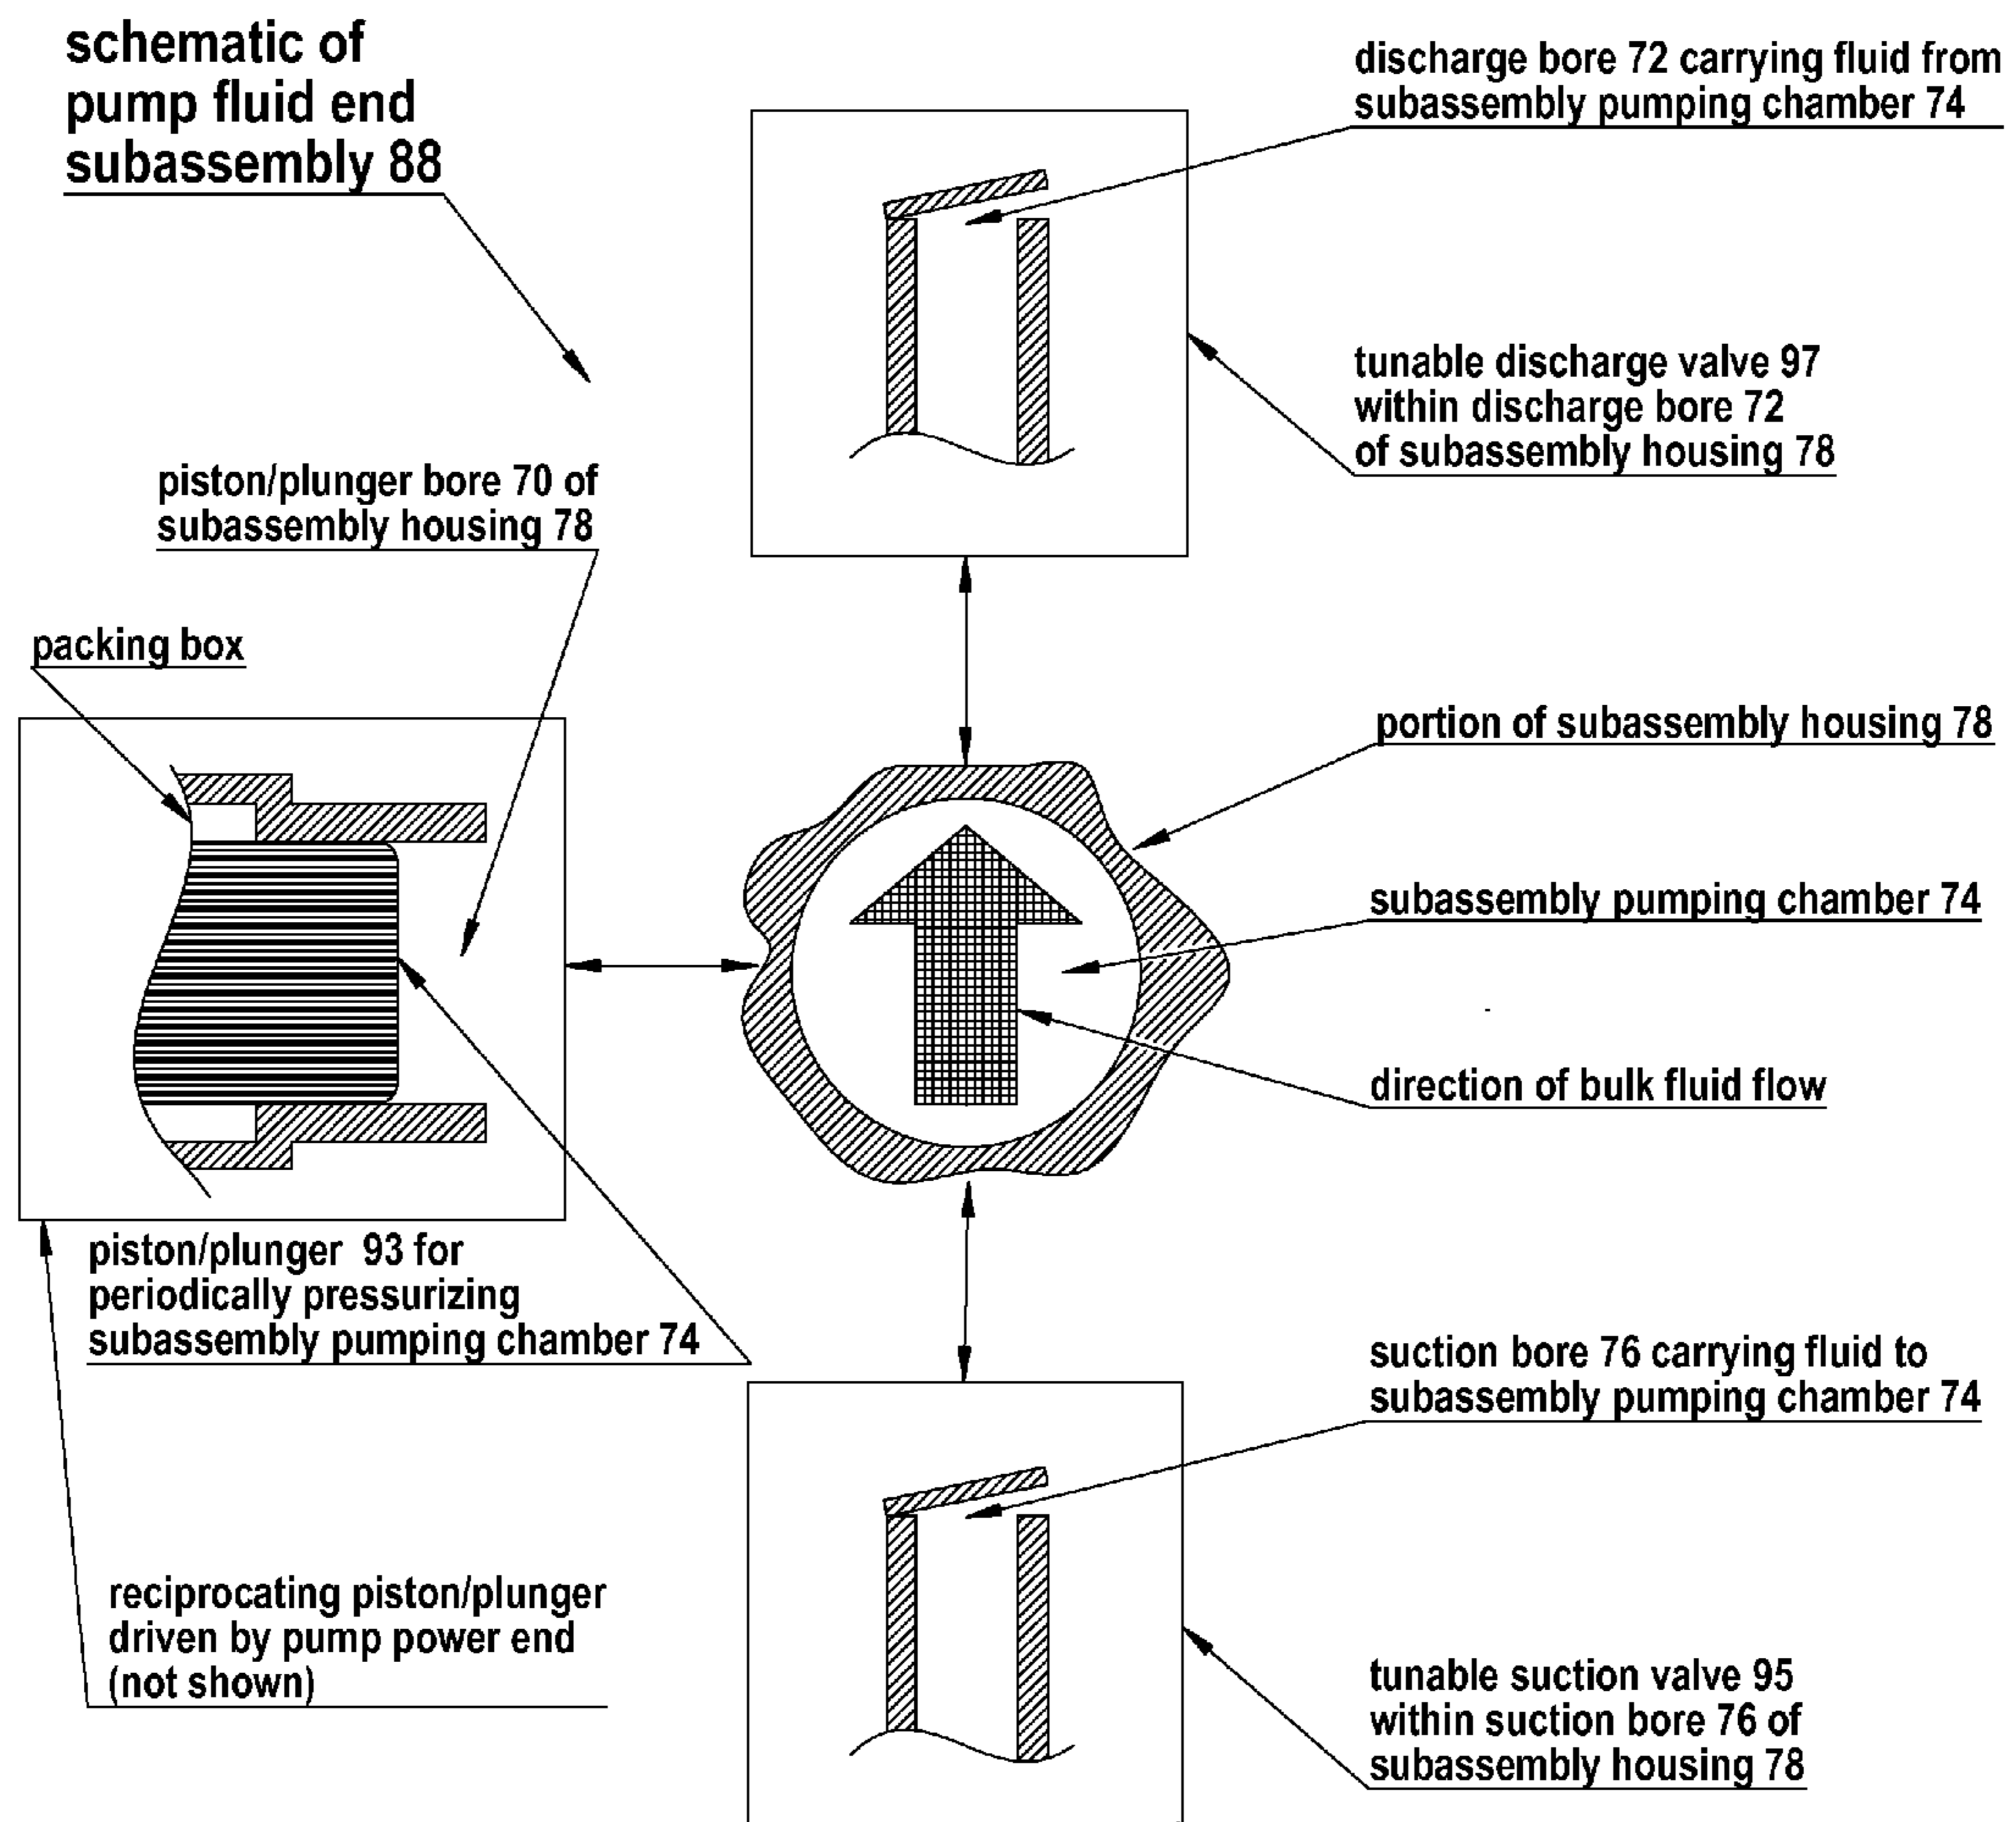 schematic of
pump fluid end
subassembly 88
discharge bore 72 carrying fluid from
subassembly pumping chamber 74
tunable discharge valve 97
within discharge bore 72
of subassembly housing 78
piston/plunger bore 70 of
subassembly housing 78
packing box
portion of subassembly housing 78
subassembly pumping chamber 74
direction of bulk fluid flow
piston/plunger 93 for
periodically pressurizing
subassembly pumping chamber 74
suction bore 76 carrying fluid to
subassembly pumping chamber 74
reciprocating piston/plunger
driven by pump power end
(not shown)
tunable suction valve 95
within suction bore 76 of
subassembly housing 78